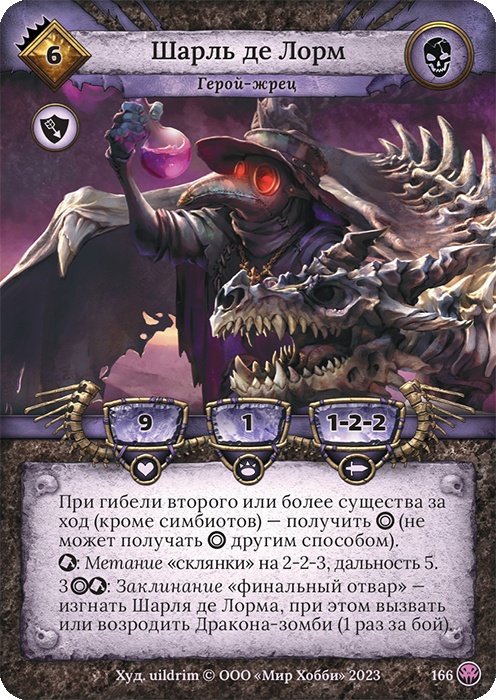 6
Шарль де Лорм
Герой-жрец
9
1
1-2-2
При гибели второго или более существа за
ход (кроме симбиотов) — получить (не
может получать другим способом).
: Метание «склянки» на 2-2-3, дальность 5.
3 : Заклинание «финальный отвар» —
изгнать Шарля де Лорма, при этом вызвать
или возродить Дракона-зомби (1 раз за бой).
Худ. uildrim © ООО «Мир Хобби» 2023
166